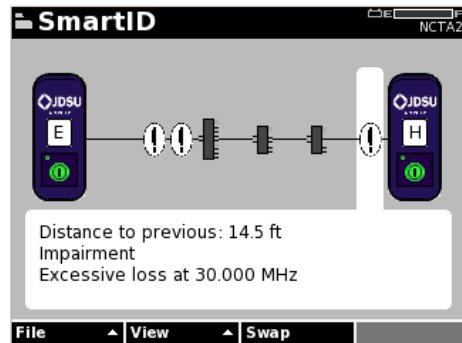 SmartID
E F
NCTA2
JDSU
E
JDSU
H
Distance to previous: 14.5 ft
Impairment
Excessive loss at 30.000 MHz
File View Swap